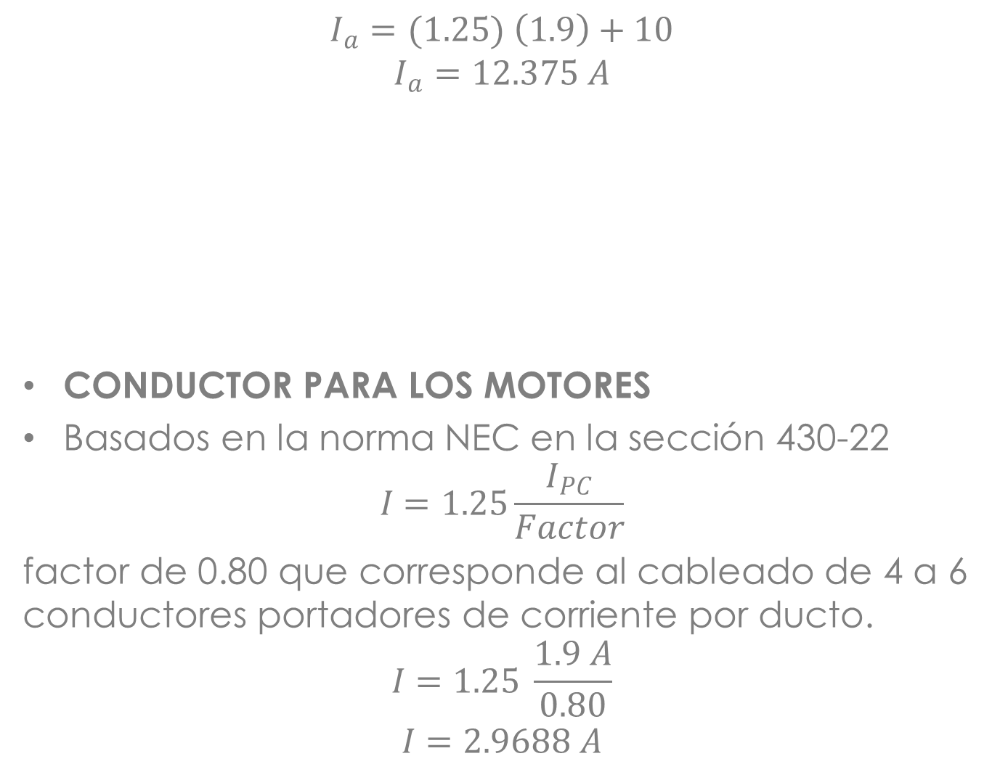 I_a = (1.25) (1.9) + 10
I_a = 12.375 A
• CONDUCTOR PARA LOS MOTORES
• Basados en la norma NEC en la sección 430-22
I = 1.25 I_PC / Factor
factor de 0.80 que corresponde al cableado de 4 a 6
conductores portadores de corriente por ducto.
I = 1.25 1.9 A / 0.80
I = 2.9688 A